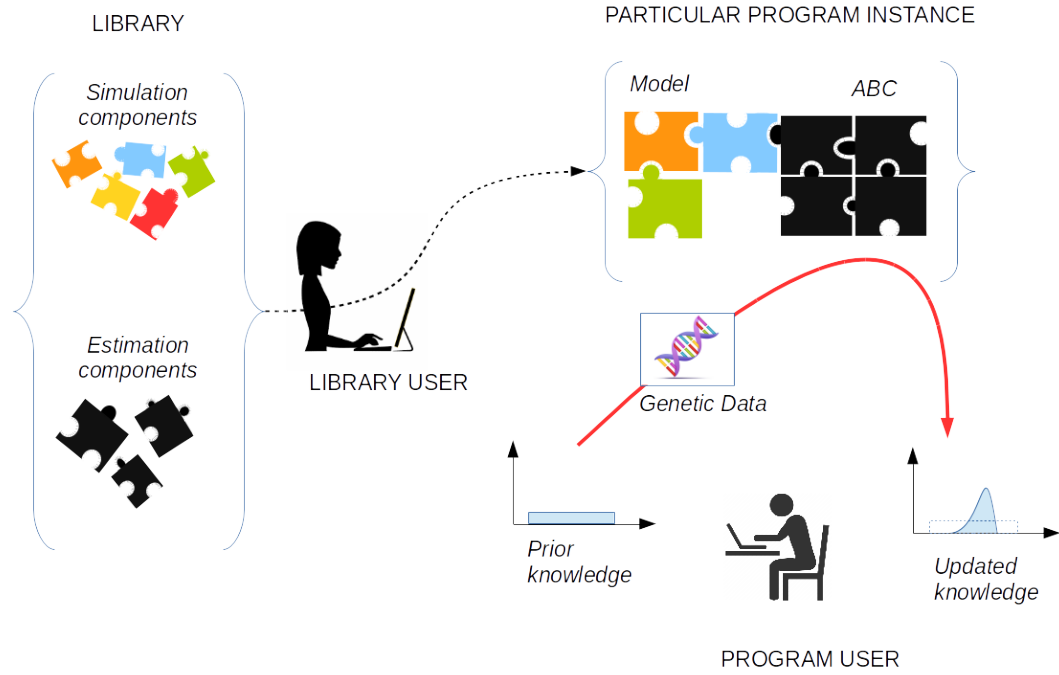 LIBRARY
PARTICULAR PROGRAM INSTANCE
Simulation
components
Model
ABC
Estimation
components
LIBRARY USER
Genetic Data
Prior
knowledge
Updated
knowledge
PROGRAM USER